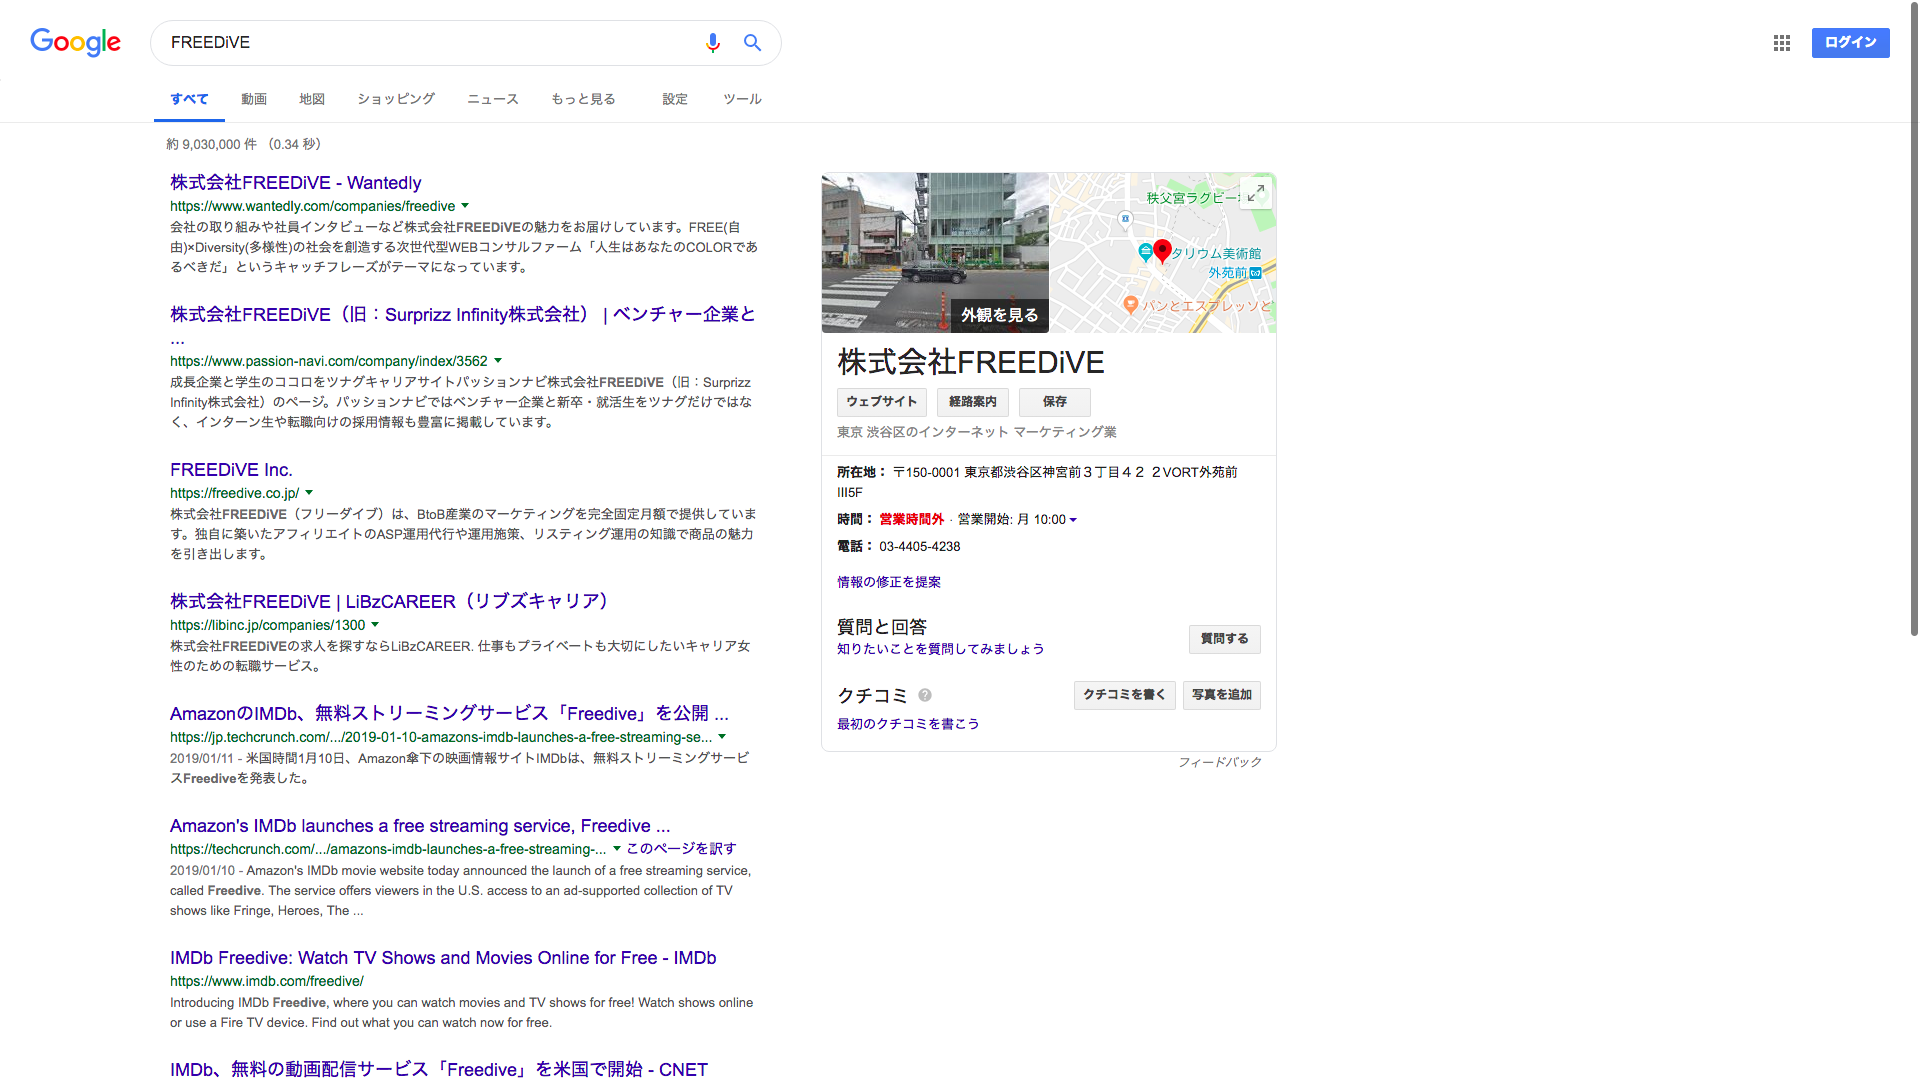 Google
FREEDiVE
ログイン
すべて 動画 地図 ショッピング ニュース もっと見る 設定 ツール
約 9,030,000 件 （0.34 秒）
株式会社FREEDiVE - Wantedly
https://www.wantedly.com/companies/freedive
会社の取り組みや社員インタビューなど株式会社FREEDiVEの魅力をお届けしています。FREE(自
由)×Diversity(多様性)の社会を創造する次世代型WEBコンサルファーム「人生はあなたのCOLORであ
るべきだ」というキャッチフレーズがテーマになっています。
株式会社FREEDiVE（旧：Surprizz Infinity株式会社） | ベンチャー企業と
...
https://www.passion-navi.com/company/index/3562
成長企業と学生のココロをツナグキャリアサイトパッションナビ株式会社FREEDiVE（旧：Surprizz
Infinity株式会社）のページ。パッションナビではベンチャー企業と新卒・就活生をツナグだけではな
く、インターン生や転職向けの採用情報も豊富に掲載しています。
FREEDiVE Inc.
https://freedive.co.jp/
株式会社FREEDiVE（フリーダイブ）は、BtoB産業のマーケティングを完全固定月額で提供していま
す。独自に築いたアフィリエイトのASP運用代行や運用施策、リスティング運用の知識で商品の魅力
を引き出します。
株式会社FREEDiVE | LiBzCAREER（リブズキャリア）
https://libinc.jp/companies/1300
株式会社FREEDiVEの求人を探すならLiBzCAREER. 仕事もプライベートも大切にしたいキャリア女
性のための転職サービス。
AmazonのIMDb、無料ストリーミングサービス「Freedive」を公開 ...
https://jp.techcrunch.com/.../2019-01-10-amazons-imdb-launches-a-free-streaming-se...
2019/01/11 - 米国時間1月10日、Amazon傘下の映画情報サイトIMDbは、無料ストリーミングサービ
スFreediveを発表した。
Amazon's IMDb launches a free streaming service, Freedive ...
https://techcrunch.com/.../amazons-imdb-launches-a-free-streaming-... このページを訳す
2019/01/10 - Amazon's IMDb movie website today announced the launch of a free streaming service,
called Freedive. The service offers viewers in the U.S. access to an ad-supported collection of TV
shows like Fringe, Heroes, The ...
IMDb Freedive: Watch TV Shows and Movies Online for Free - IMDb
https://www.imdb.com/freedive/
Introducing IMDb Freedive, where you can watch movies and TV shows for free! Watch shows online
or use a Fire TV device. Find out what you can watch now for free.
IMDb、無料の動画配信サービス「Freedive」を米国で開始 - CNET
外観を見る
秩父宮ラグビー
タリウム美術館
外苑前
パンとエスプレッソと
株式会社FREEDiVE
ウェブサイト 経路案内 保存
東京 渋谷区のインターネット マーケティング業
所在地： 〒150-0001 東京都渋谷区神宮前３丁目４２ ２VORT外苑前
III5F
時間： 営業時間外 · 営業開始: 月 10:00
電話： 03-4405-4238
情報の修正を提案
質問と回答
知りたいことを質問してみましょう
質問する
クチコミ ?
クチコミを書く 写真を追加
最初のクチコミを書こう
フィードバック